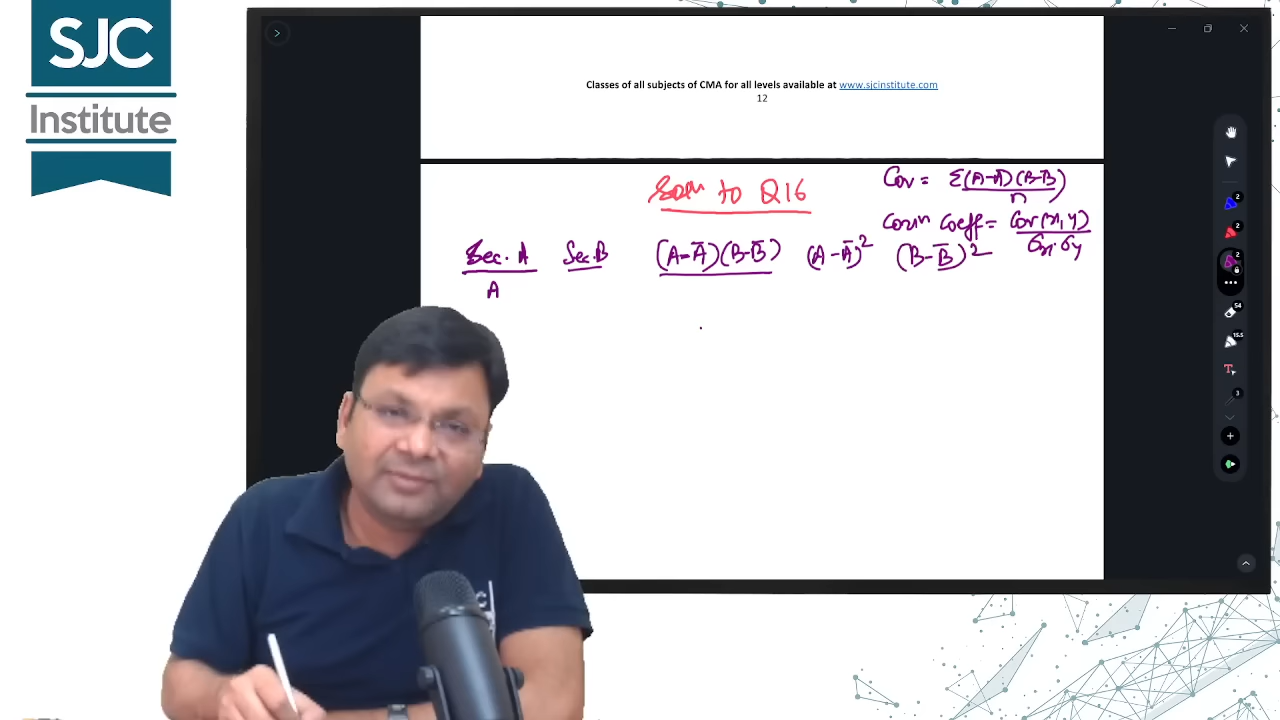 SJC
Institute
Classes of all subjects of CMA for all levels available at www.sjcinstitute.com
12
Soln to Q16
Cov = Σ(A-Ā)(B-B̄) / n
Corrn Coeff = Cov(x,y) / σx.σy
Sec. A Sec. B (A-Ā)(B-B̄) (A-Ā)² (B-B̄)²
A